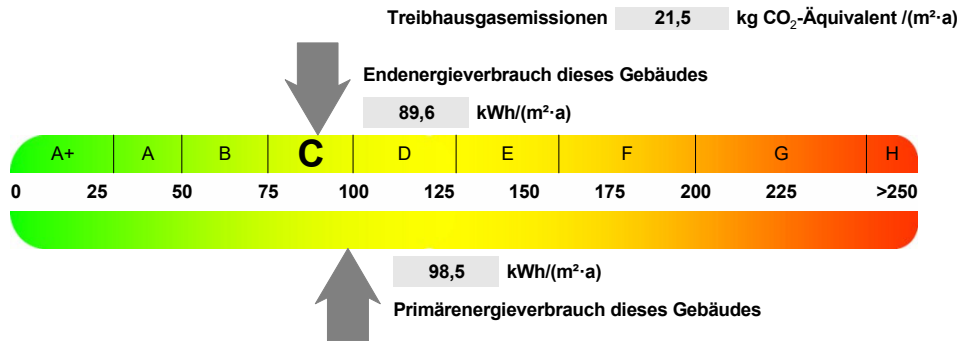 Treibhausgasemissionen 21,5 kg CO₂-Äquivalent /(m²·a)
Endenergieverbrauch dieses Gebäudes
89,6 kWh/(m²·a)
A+ A B C D E F G H
0 25 50 75 100 125 150 175 200 225 >250
98,5 kWh/(m²·a)
Primärenergieverbrauch dieses Gebäudes